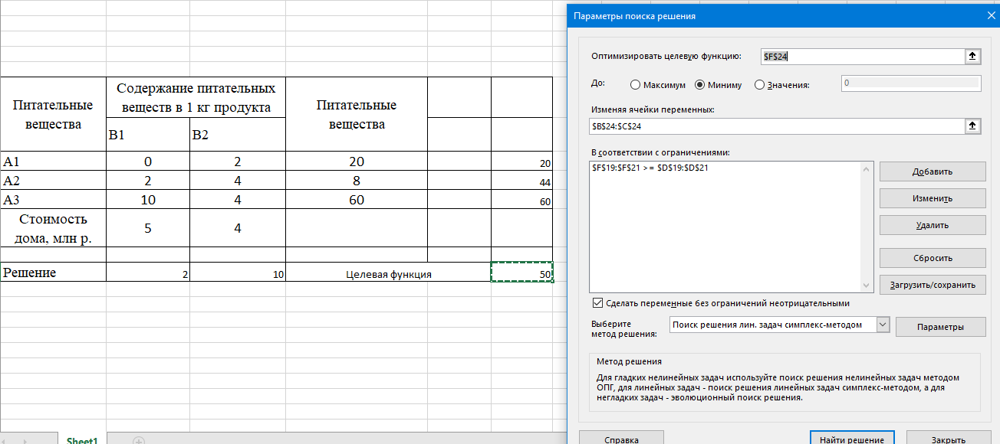 Параметры поиска решения
Оптимизировать целевую функцию:
$F$24
До:
Максимум
Миниму
Значения:
0
Изменяя ячейки переменных:
$B$24:$C$24
В соответствии с ограничениями:
$F$19:$F$21 >= $D$19:$D$21
Добавить
Изменить
Удалить
Сбросить
Загрузить/сохранить
Сделать переменные без ограничений неотрицательными
Выберите
метод решения:
Поиск решения лин. задач симплекс-методом
Параметры
Метод решения
Для гладких нелинейных задач используйте поиск решения нелинейных задач методом
ОПГ, для линейных задач - поиск решения линейных задач симплекс-методом, а для
негладких задач - эволюционный поиск решения.
Справка
Найти решение
Закрыть
Питательные
вещества
Содержание питательных
веществ в 1 кг продукта
Питательные
вещества
B1
B2
A1 0 2 20 20
A2 2 4 8 44
A3 10 4 60 60
Стоимость
дома, млн р.
5 4
Решение 2 10 Целевая функция 50
Sheet1